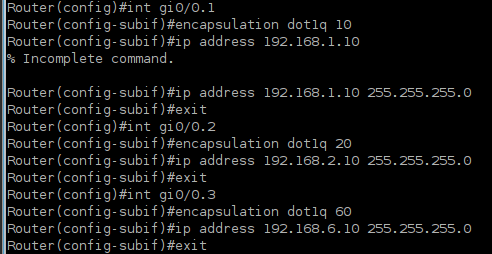 Router(config)#int gi0/0.1
Router(config-subif)#encapsulation dot1q 10
Router(config-subif)#ip address 192.168.1.10
% Incomplete command.
Router(config-subif)#ip address 192.168.1.10 255.255.255.0
Router(config-subif)#exit
Router(config)#int gi0/0.2
Router(config-subif)#encapsulation dot1q 20
Router(config-subif)#ip address 192.168.2.10 255.255.255.0
Router(config-subif)#exit
Router(config)#int gi0/0.3
Router(config-subif)#encapsulation dot1q 60
Router(config-subif)#ip address 192.168.6.10 255.255.255.0
Router(config-subif)#exit